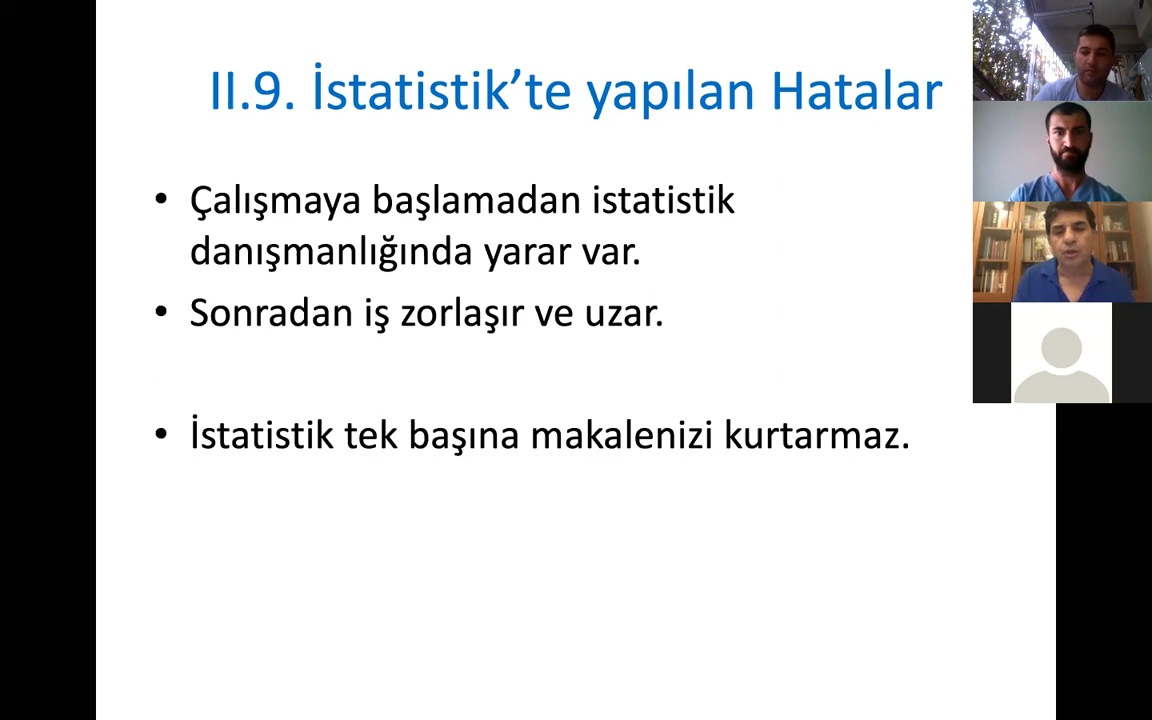 II.9. İstatistik’te yapılan Hatalar
• Çalışmaya başlamadan istatistik
danışmanlığında yarar var.
• Sonradan iş zorlaşır ve uzar.
• İstatistik tek başına makalenizi kurtarmaz.